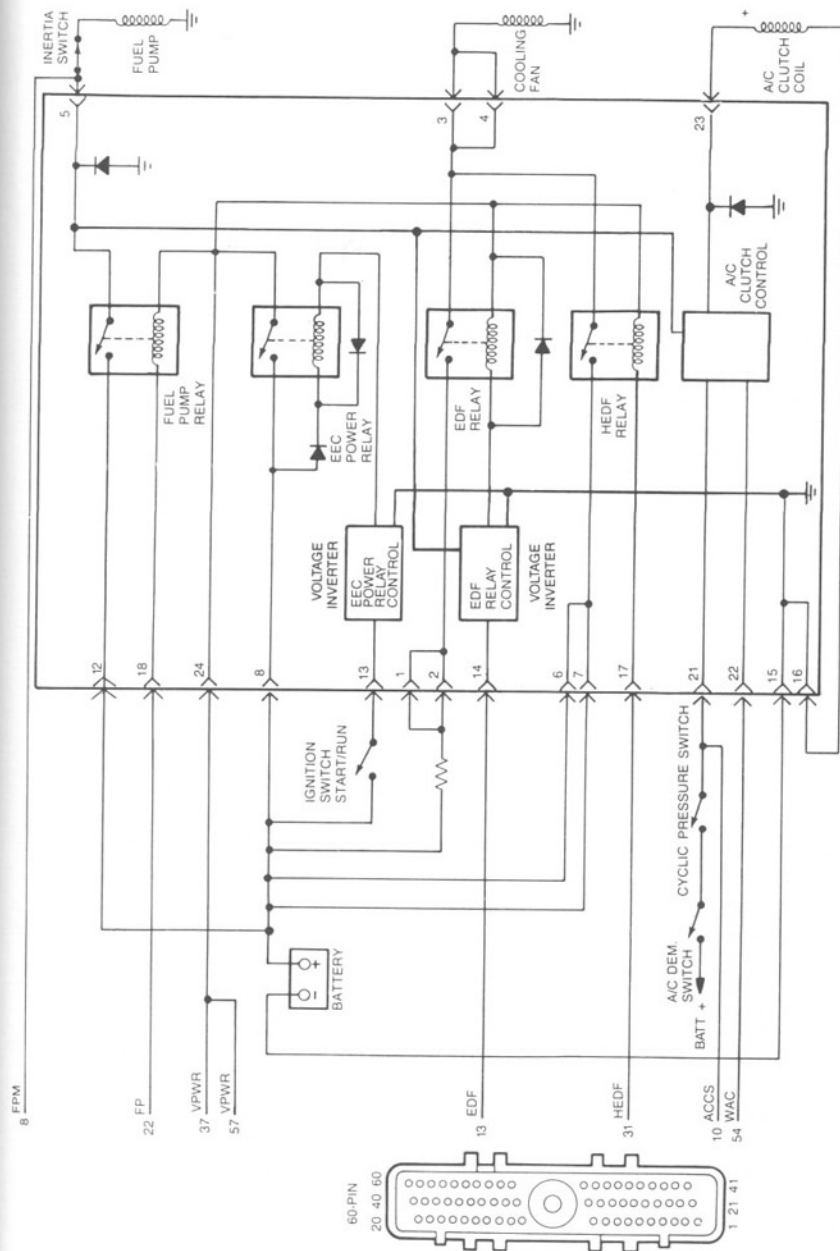 INERTIA
SWITCH
FUEL
PUMP
COOLING
FAN
+
A/C
CLUTCH
COIL
5
3
4
23
FUEL
PUMP
RELAY
EEC
POWER
RELAY
EDF
RELAY
HEDF
RELAY
A/C
CLUTCH
CONTROL
VOLTAGE
INVERTER
EEC
POWER
RELAY
CONTROL
EDF
RELAY
CONTROL
VOLTAGE
INVERTER
12
18
24
8
13
1
2
14
6
7
17
21
22
15
16
IGNITION
SWITCH
START/RUN
CYCLIC PRESSURE SWITCH
A/C DEM.
SWITCH
BATT +
- +
BATTERY
8 FPM
22 FP
37 VPWR
57 VPWR
13 EDF
31 HEDF
10 ACCS
54 WAC
60-PIN
20 40 60
1 21 41